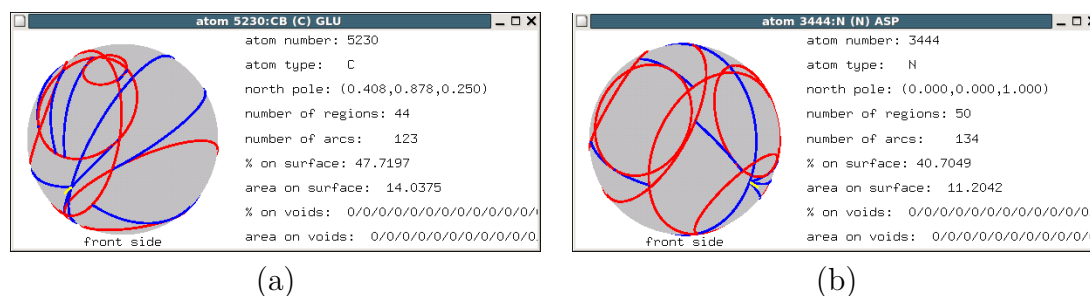 atom 5230:CB (C) GLU
atom number: 5230
atom type: C
north pole: (0.408,0.878,0.250)
number of regions: 44
number of arcs: 123
% on surface: 47.7197
area on surface: 14.0375
% on voids: 0/0/0/0/0/0/0/0/0/0/0/0/
area on voids: 0/0/0/0/0/0/0/0/0/0/0.
front side
(a)
atom 3444:N (N) ASP
atom number: 3444
atom type: N
north pole: (0.000,0.000,1.000)
number of regions: 50
number of arcs: 134
% on surface: 40.7049
area on surface: 11.2042
% on voids: 0/0/0/0/0/0/0/0/0/0/0/0
area on voids: 0/0/0/0/0/0/0/0/0/0/
front side
(b)